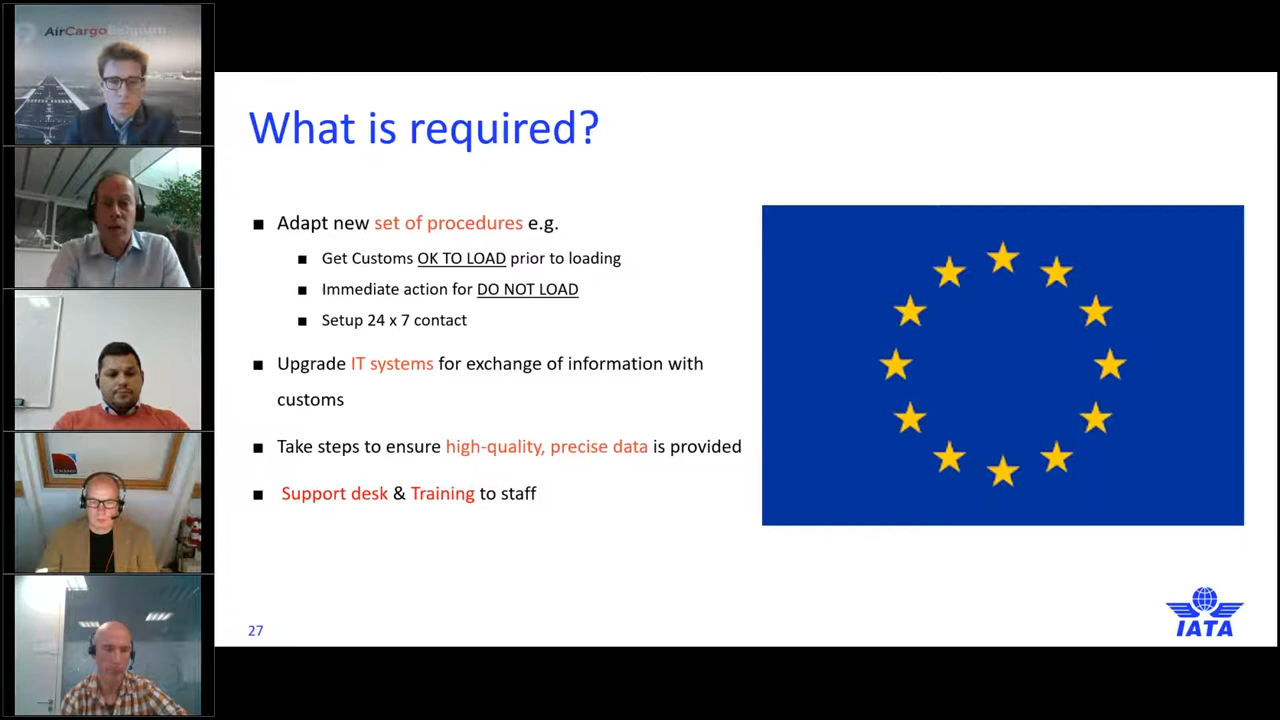 AirCargoBelgium
What is required?
Adapt new set of procedures e.g.
Get Customs OK TO LOAD prior to loading
Immediate action for DO NOT LOAD
Setup 24 x 7 contact
Upgrade IT systems for exchange of information with
customs
Take steps to ensure high-quality, precise data is provided
Support desk & Training to staff
27
IATA